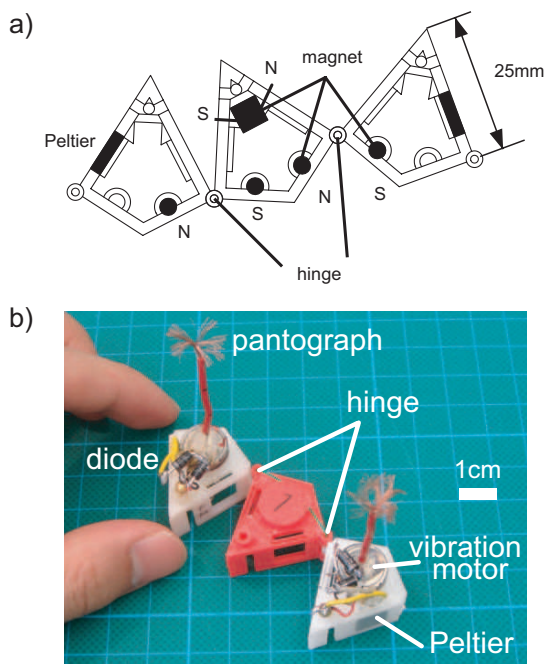 a)
magnet
N
S
Peltier
25mm
N
S
N
S
hinge
b)
pantograph
hinge
diode
1cm
vibration
motor
Peltier